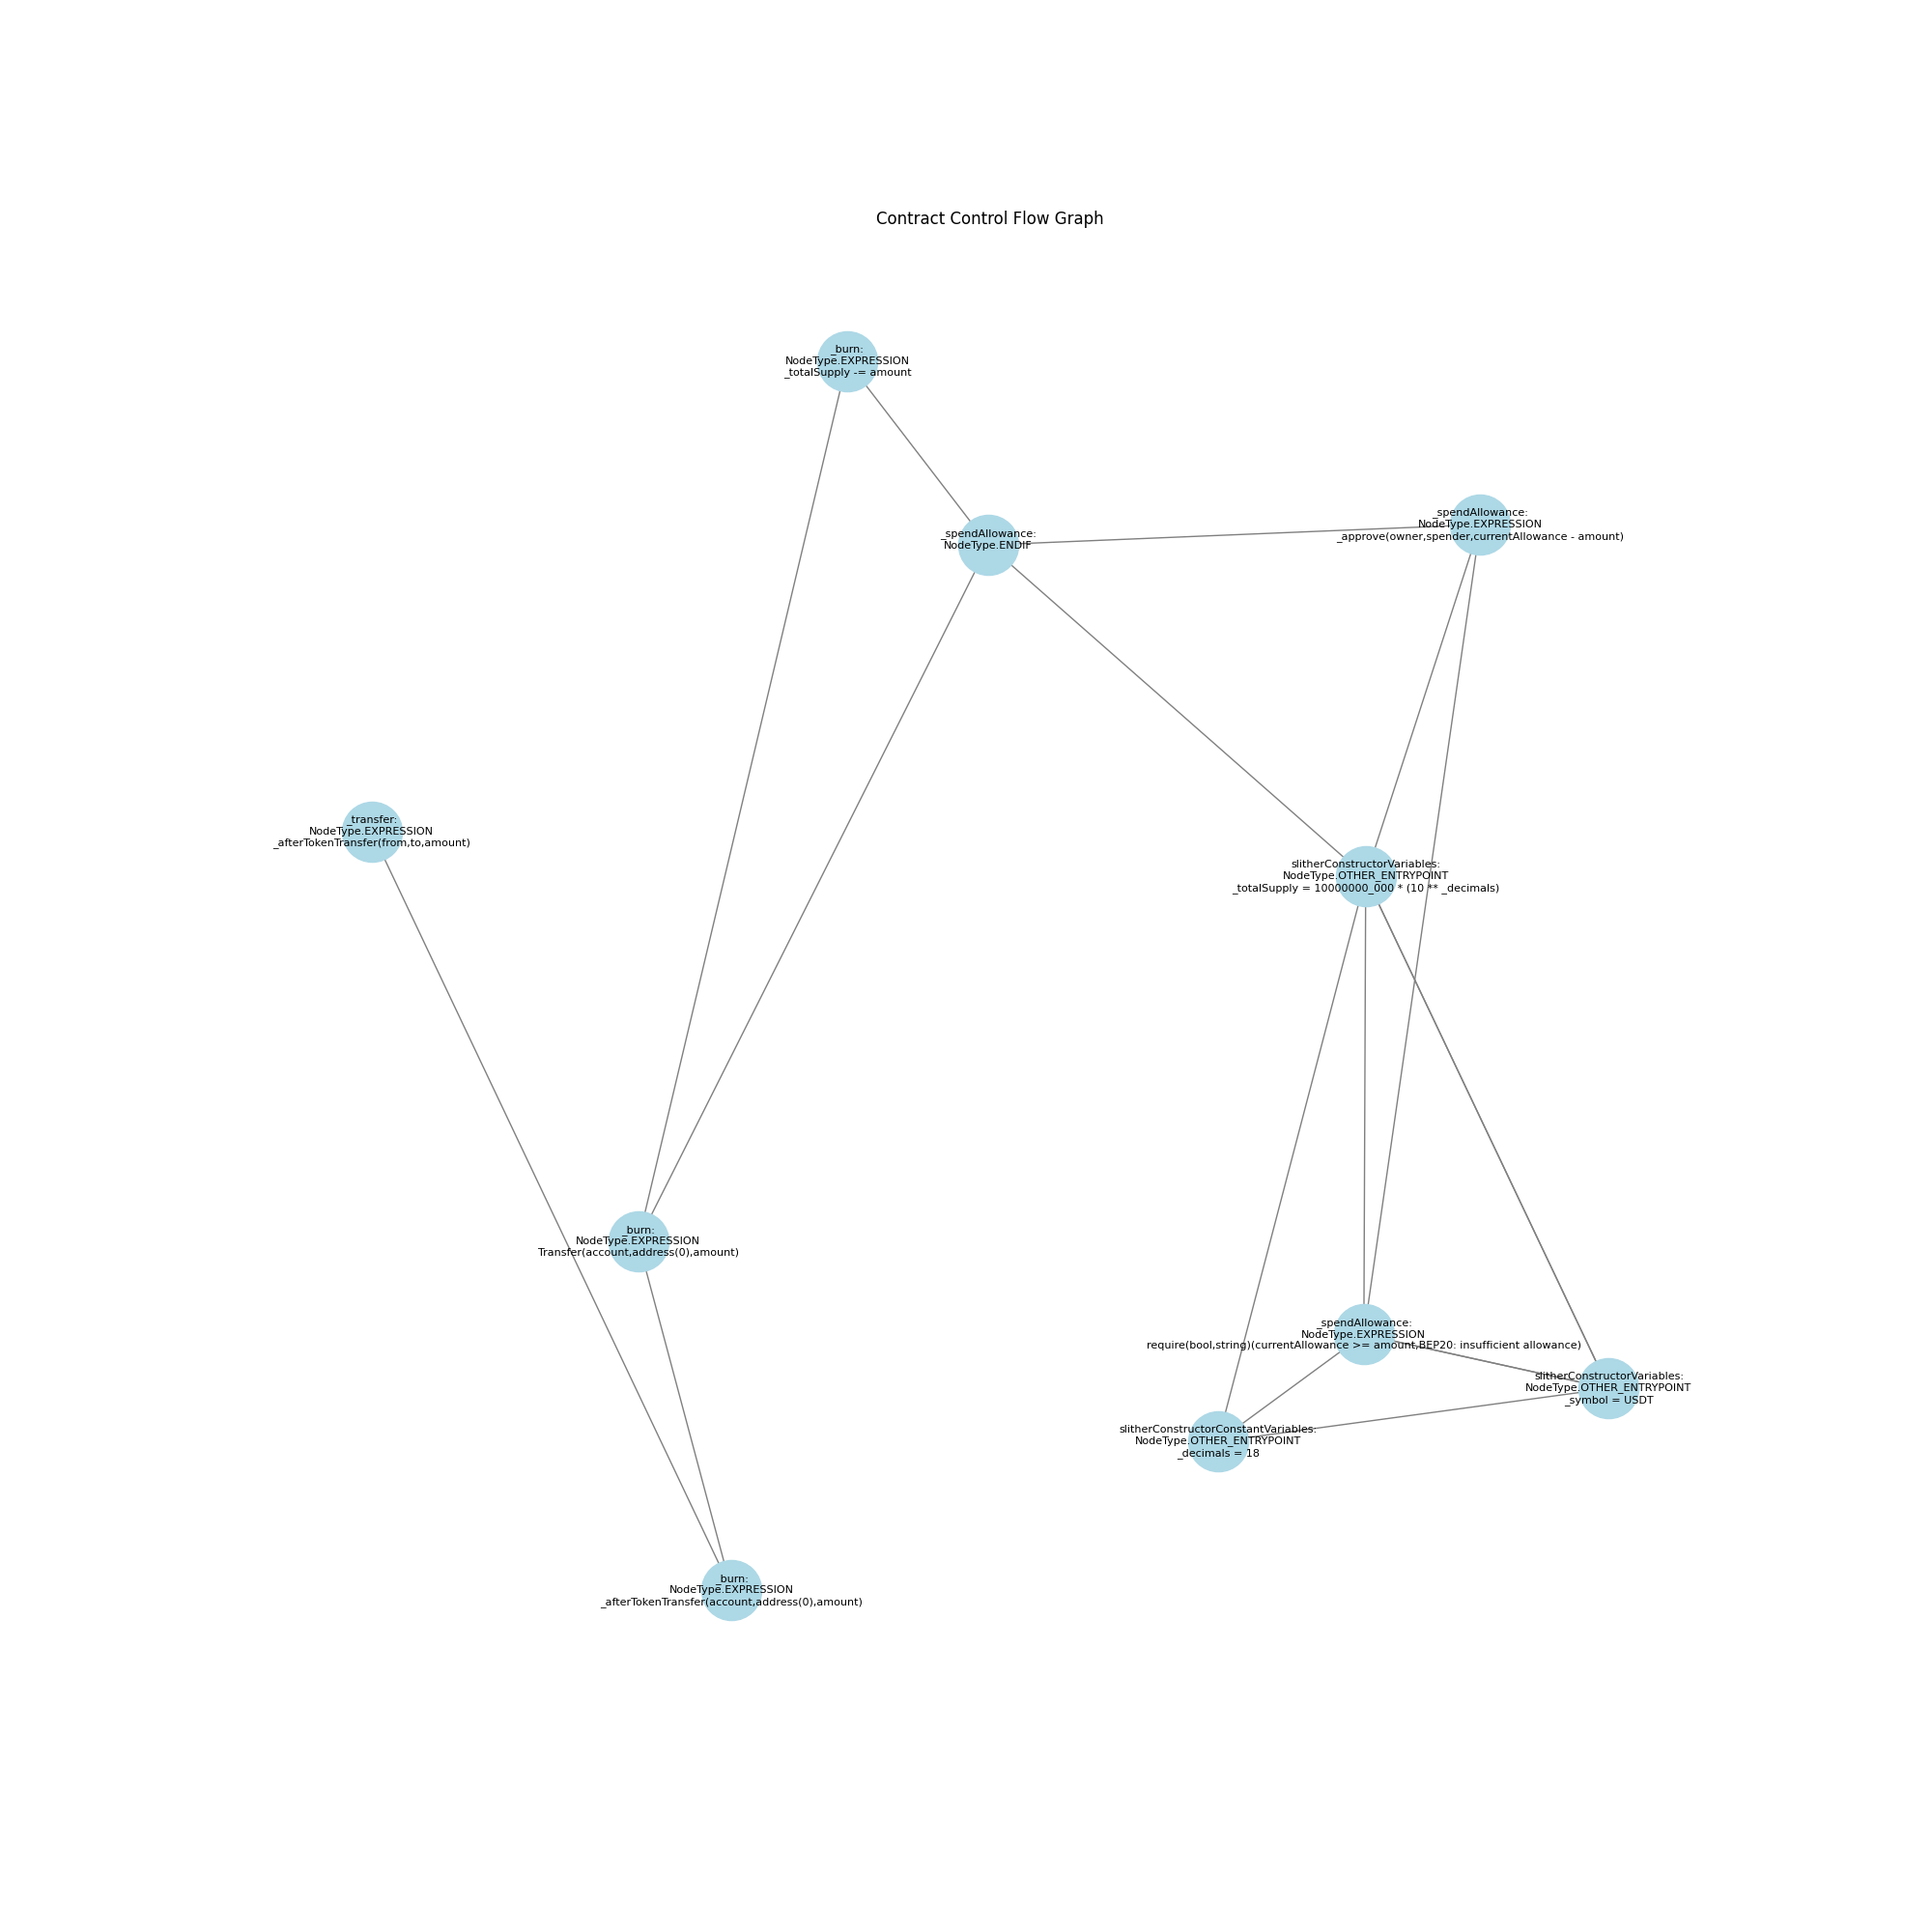 Contract Control Flow Graph
_burn:
NodeType.EXPRESSION
_totalSupply -= amount
_spendAllowance:
NodeType.EXPRESSION
_approve(owner,spender,currentAllowance - amount)
_spendAllowance:
NodeType.ENDIF
_transfer:
NodeType.EXPRESSION
_afterTokenTransfer(from,to,amount)
slitherConstructorVariables:
NodeType.OTHER_ENTRYPOINT
_totalSupply = 10000000_000 * (10 ** _decimals)
_burn:
NodeType.EXPRESSION
Transfer(account,address(0),amount)
_spendAllowance:
NodeType.EXPRESSION
require(bool,string)(currentAllowance >= amount,BEP20: insufficient allowance)
slitherConstructorVariables:
NodeType.OTHER_ENTRYPOINT
_symbol = USDT
slitherConstructorConstantVariables:
NodeType.OTHER_ENTRYPOINT
_decimals = 18
_burn:
NodeType.EXPRESSION
_afterTokenTransfer(account,address(0),amount)